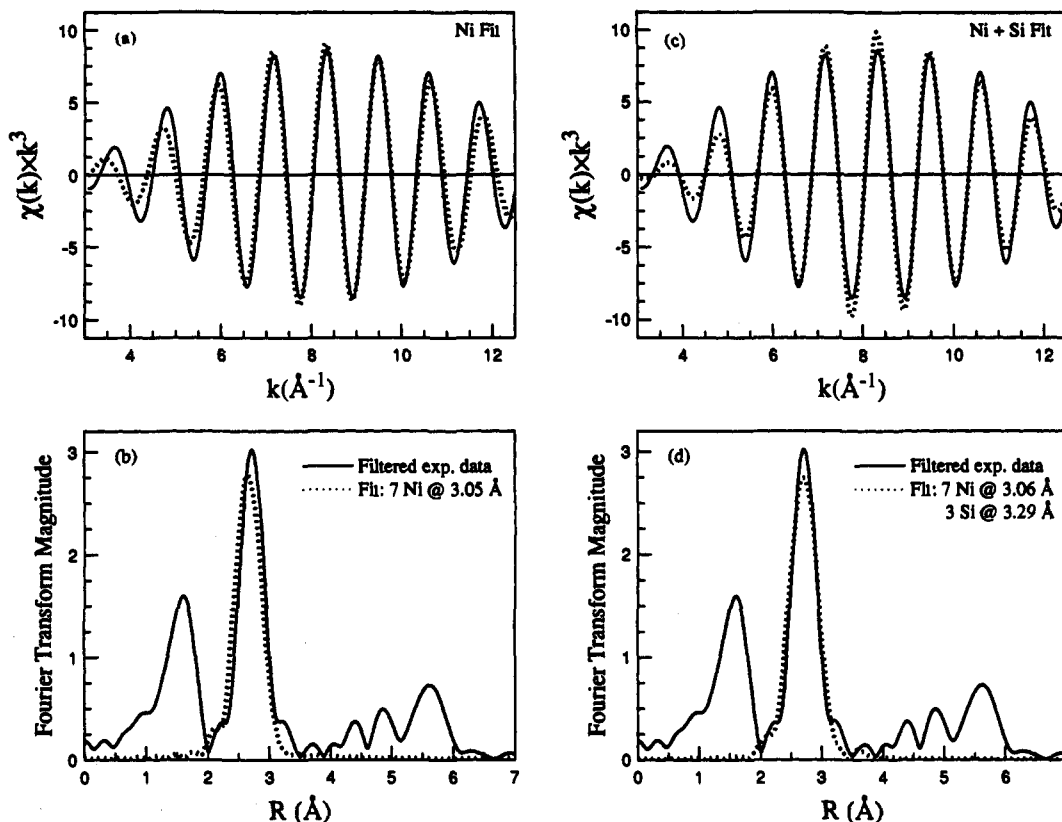 (a)
Ni Fit
10
5
0
-5
-10
χ(k)×k³
4 6 8 10 12
k(Å⁻¹)
(c)
Ni + Si Fit
10
5
0
-5
-10
χ(k)×k³
4 6 8 10 12
k(Å⁻¹)
(b)
Filtered exp. data
Fit: 7 Ni @ 3.05 Å
3
2
1
0
Fourier Transform Magnitude
0 1 2 3 4 5 6 7
R (Å)
(d)
Filtered exp. data
Fit: 7 Ni @ 3.06 Å
3 Si @ 3.29 Å
3
2
1
0
Fourier Transform Magnitude
0 1 2 3 4 5 6
R (Å)